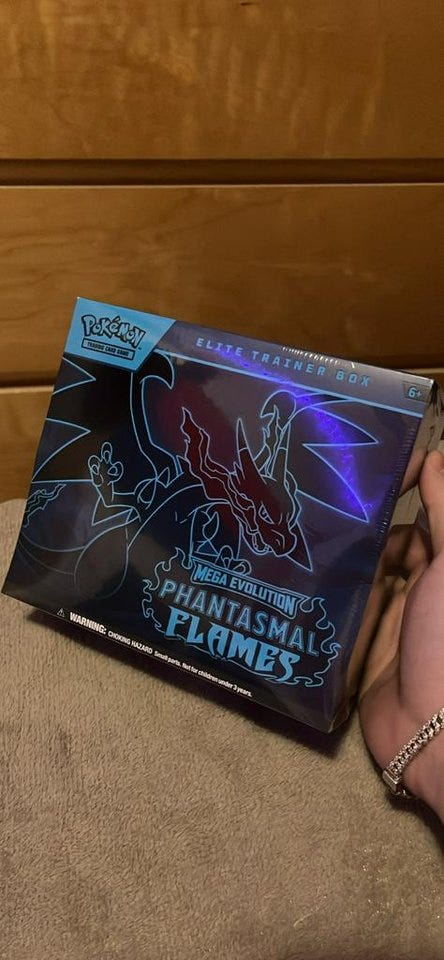 POKéMON
TRADING CARD GAME
ELITE TRAINER BOX
6+
MEGA EVOLUTION
PHANTASMAL
FLAMES
WARNING: CHOKING HAZARD Small parts. Not for children under 3 years.